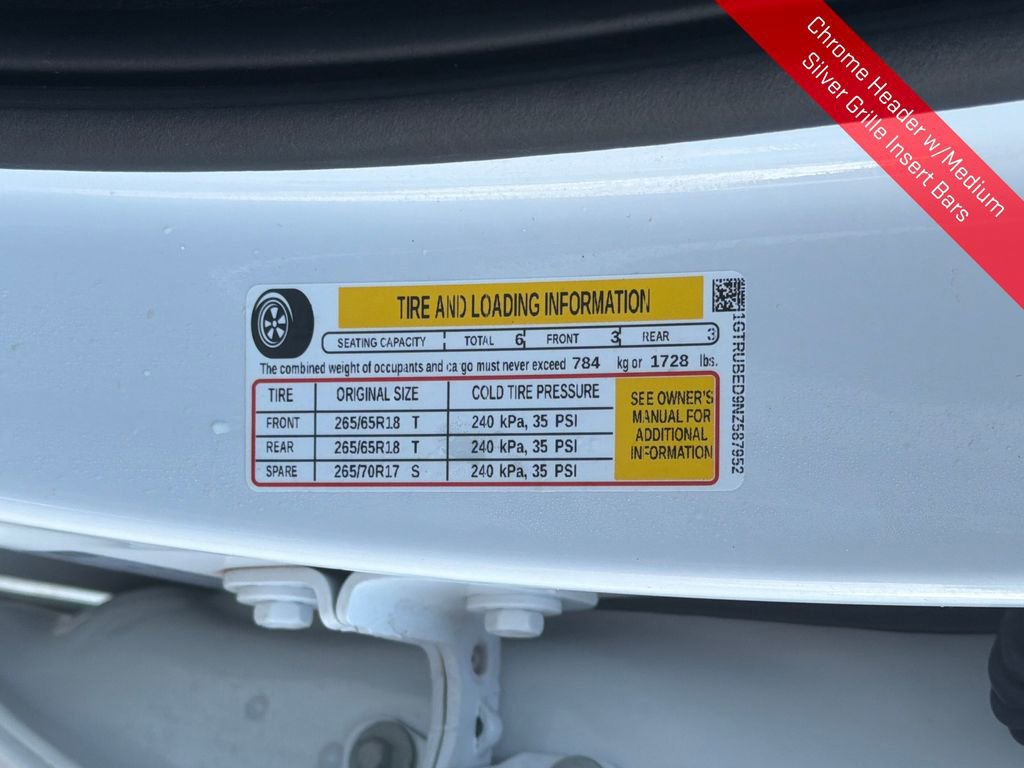 Chrome Header w/Medium
Silver Grille Insert Bars
TIRE AND LOADING INFORMATION
SEATING CAPACITY TOTAL 6 FRONT 3 REAR 3
The combined weight of occupants and ca go must never exceed 784 kg or 1728 lbs.
TIRE ORIGINAL SIZE COLD TIRE PRESSURE
FRONT 265/65R18 T 240 kPa, 35 PSI
REAR 265/65R18 T 240 kPa, 35 PSI
SPARE 265/70R17 S 240 kPa, 35 PSI
SEE OWNER'S
MANUAL FOR
ADDITIONAL
INFORMATION
1GTRUBED9NZ587952